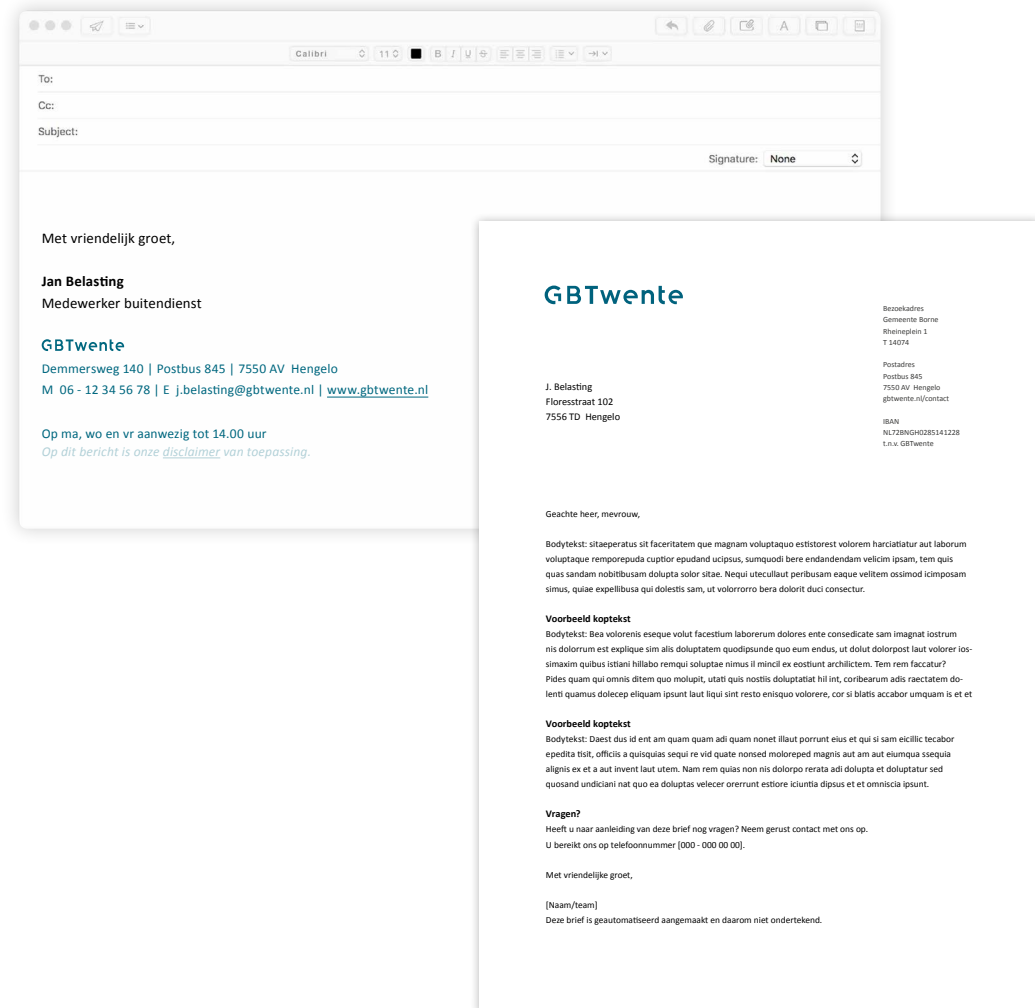 Calibri
11
B I U S
A
To:
Cc:
Subject:
Signature: None
Met vriendelijk groet,
Jan Belasting
Medewerker buitendienst
GBTwente
Demmersweg 140 | Postbus 845 | 7550 AV Hengelo
M 06 - 12 34 56 78 | E j.belasting@gbtwente.nl | www.gbtwente.nl
Op ma, wo en vr aanwezig tot 14.00 uur
Op dit bericht is onze disclaimer van toepassing.
GBTwente
Bezoekadres
Gemeente Borne
Rheineplein 1
T 14074
Postadres
Postbus 845
7550 AV Hengelo
gbtwente.nl/contact
IBAN
NL72BNGH0285141228
t.n.v. GBTwente
J. Belasting
Floresstraat 102
7556 TD Hengelo
Geachte heer, mevrouw,
Bodytekst: sitaeperatus sit faceritatem que magnam voluptaquo estistorest volorem harciatiatur aut laborum
voluptaque remporepuda cuptior epudand ucipsus, sumquodi bere endandendam velicim ipsam, tem quis
quas sandam nobitibusam dolupta solor sitae. Nequi utecullaut peribusam eaque velitem ossimod icimposam
simus, quiae expellibusa qui dolestis sam, ut volorrorro bera dolorit duci consectur.
Voorbeeld koptekst
Bodytekst: Bea volorenis eseque volut facestium laborerum dolores ente consedicate sam imagnat iostrum
nis dolorrum est explique sim alis doluptatem quodipsunde quo eum endus, ut dolut dolorpost laut volorer ios-
simaxim quibus istiani hillabo remqui soluptae nimus il mincil ex eostiunt archilictem. Tem rem faccatur?
Pides quam qui omnis ditem quo molupit, utati quis nostiis doluptatiat hil int, coribearum adis raectatem do-
lenti quamus dolecep eliquam ipsunt laut liqui sint resto enisquo volorere, cor si blatis accabor umquam is et et
Voorbeeld koptekst
Bodytekst: Daest dus id ent am quam quam adi quam nonet illaut porrunt eius et qui si sam eicillic tecabor
epedita tisit, officiis a quisquias sequi re vid quate nonsed moloreped magnis aut am aut eiumqua ssequia
alignis ex et a aut invent laut utem. Nam rem quias non nis dolorpo rerata adi dolupta et doluptatur sed
quosand undiciani nat quo ea doluptas velecer orerrunt estiore iciuntia dipsus et et omniscia ipsunt.
Vragen?
Heeft u naar aanleiding van deze brief nog vragen? Neem gerust contact met ons op.
U bereikt ons op telefoonnummer [000 - 000 00 00].
Met vriendelijke groet,
[Naam/team]
Deze brief is geautomatiseerd aangemaakt en daarom niet ondertekend.